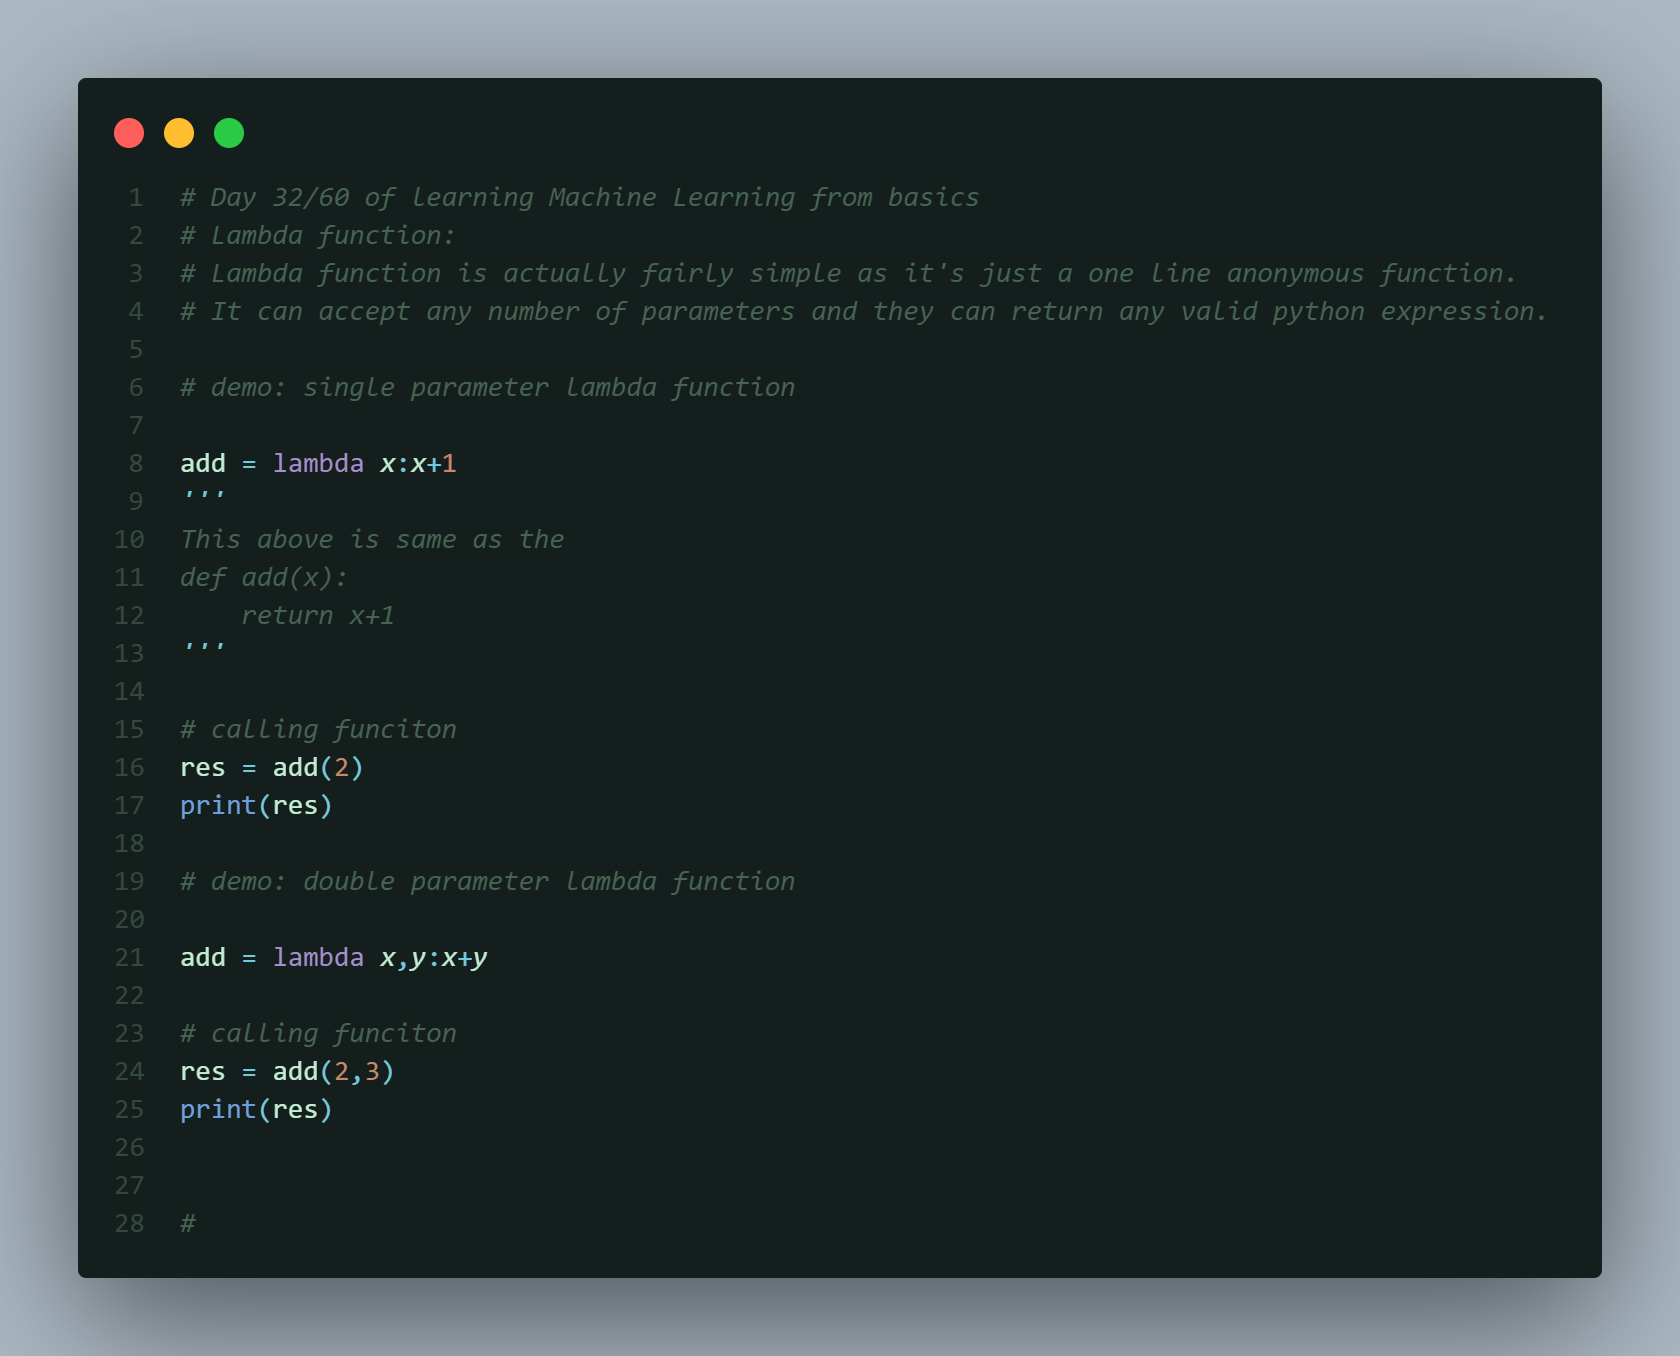 1 # Day 32/60 of learning Machine Learning from basics
2 # Lambda function:
3 # Lambda function is actually fairly simple as it's just a one line anonymous function.
4 # It can accept any number of parameters and they can return any valid python expression.
5
6 # demo: single parameter lambda function
7
8 add = lambda x:x+1
9 '''
10 This above is same as the
11 def add(x):
12     return x+1
13 '''
14
15 # calling funciton
16 res = add(2)
17 print(res)
18
19 # demo: double parameter lambda function
20
21 add = lambda x,y:x+y
22
23 # calling funciton
24 res = add(2,3)
25 print(res)
26
27
28 #